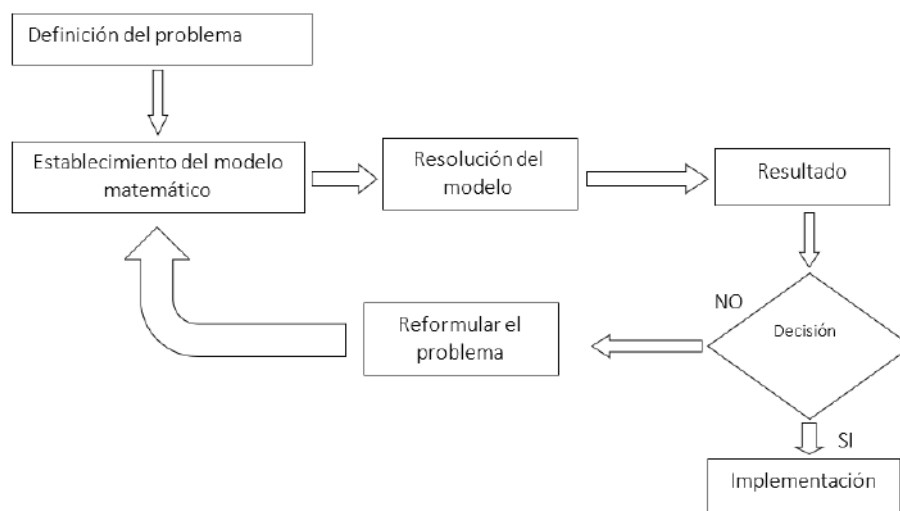 Definición del problema
Establecimiento del modelo
matemático
Resolución del
modelo
Resultado
NO
Decisión
Reformular el
problema
SI
Implementación